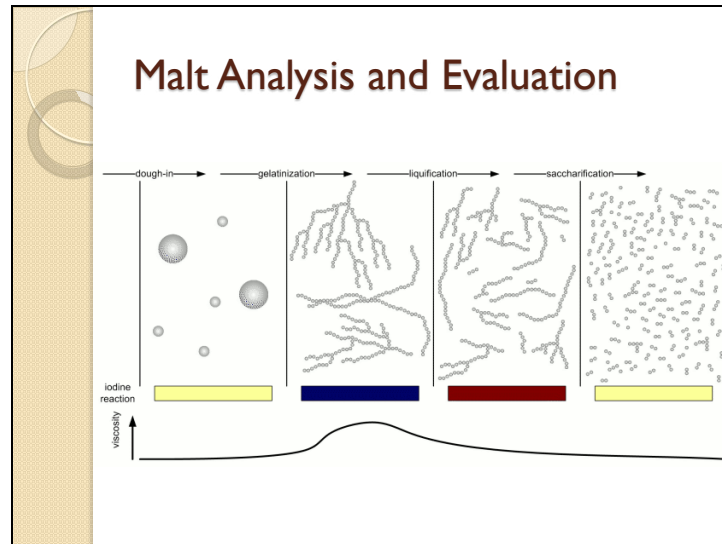 Malt Analysis and Evaluation
dough-in
gelatinization
liquification
saccharification
iodine
reaction
viscosity